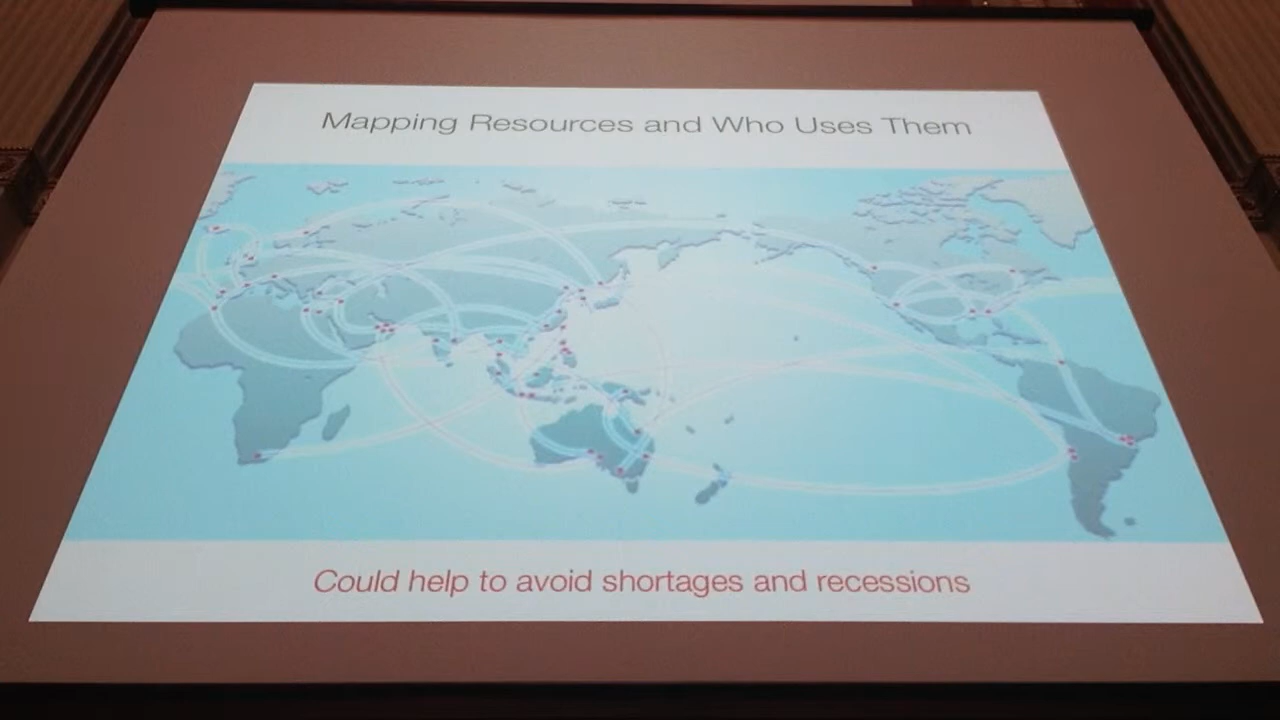 Mapping Resources and Who Uses Them
Could help to avoid shortages and recessions